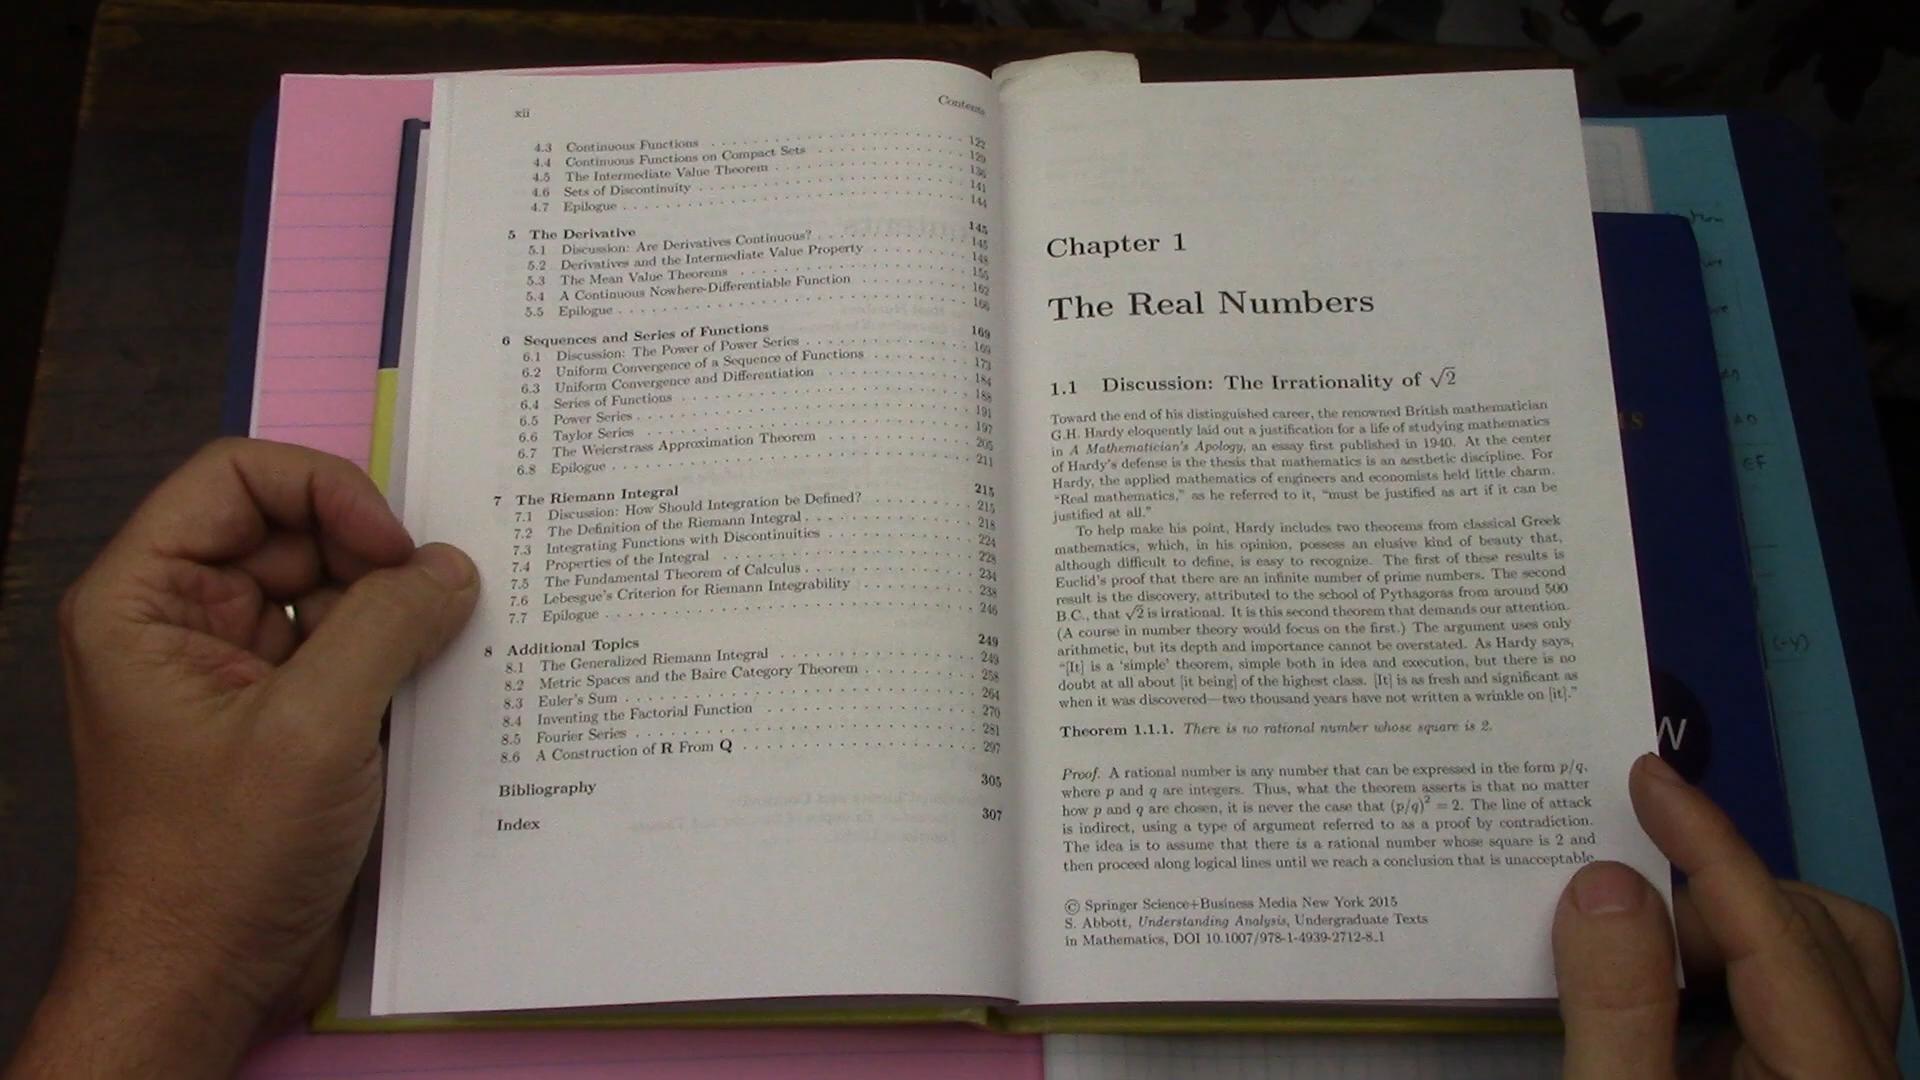 xii
Contents
4.3 Continuous Functions . . . . . . . . . . . . . . . . . . . . 122
4.4 Continuous Functions on Compact Sets . . . . . . . . . . . . 129
4.5 The Intermediate Value Theorem . . . . . . . . . . . . . . . 136
4.6 Sets of Discontinuity . . . . . . . . . . . . . . . . . . . . 141
4.7 Epilogue . . . . . . . . . . . . . . . . . . . . . . . . . . 144
5 The Derivative 145
5.1 Discussion: Are Derivatives Continuous? . . . . . . . . . . . 145
5.2 Derivatives and the Intermediate Value Property . . . . . . . 148
5.3 The Mean Value Theorems . . . . . . . . . . . . . . . . . . . 155
5.4 A Continuous Nowhere-Differentiable Function . . . . . . . . 162
5.5 Epilogue . . . . . . . . . . . . . . . . . . . . . . . . . . 166
6 Sequences and Series of Functions 169
6.1 Discussion: The Power of Power Series . . . . . . . . . . . . 169
6.2 Uniform Convergence of a Sequence of Functions . . . . . . . 173
6.3 Uniform Convergence and Differentiation . . . . . . . . . . . 184
6.4 Series of Functions . . . . . . . . . . . . . . . . . . . . . 188
6.5 Power Series . . . . . . . . . . . . . . . . . . . . . . . . 191
6.6 Taylor Series . . . . . . . . . . . . . . . . . . . . . . . . 197
6.7 The Weierstrass Approximation Theorem . . . . . . . . . . . . 205
6.8 Epilogue . . . . . . . . . . . . . . . . . . . . . . . . . . 211
7 The Riemann Integral 215
7.1 Discussion: How Should Integration be Defined? . . . . . . . 215
7.2 The Definition of the Riemann Integral . . . . . . . . . . . 218
7.3 Integrating Functions with Discontinuities . . . . . . . . . 224
7.4 Properties of the Integral . . . . . . . . . . . . . . . . . 228
7.5 The Fundamental Theorem of Calculus . . . . . . . . . . . . . 234
7.6 Lebesgue's Criterion for Riemann Integrability . . . . . . . 238
7.7 Epilogue . . . . . . . . . . . . . . . . . . . . . . . . . . 246
8 Additional Topics 249
8.1 The Generalized Riemann Integral . . . . . . . . . . . . . . 249
8.2 Metric Spaces and the Baire Category Theorem . . . . . . . . 258
8.3 Euler's Sum . . . . . . . . . . . . . . . . . . . . . . . . . 264
8.4 Inventing the Factorial Function . . . . . . . . . . . . . . 270
8.5 Fourier Series . . . . . . . . . . . . . . . . . . . . . . . 281
8.6 A Construction of R From Q . . . . . . . . . . . . . . . . . 297
Bibliography 305
Index 307
Chapter 1
The Real Numbers
1.1 Discussion: The Irrationality of √2
Toward the end of his distinguished career, the renowned British mathematician
G.H. Hardy eloquently laid out a justification for a life of studying mathematics
in A Mathematician's Apology, an essay first published in 1940. At the center
of Hardy's defense is the thesis that mathematics is an aesthetic discipline. For
Hardy, the applied mathematics of engineers and economists held little charm.
"Real mathematics," as he referred to it, "must be justified as art if it can be
justified at all."
To help make his point, Hardy includes two theorems from classical Greek
mathematics, which, in his opinion, possess an elusive kind of beauty that,
although difficult to define, is easy to recognize. The first of these results is
Euclid's proof that there are an infinite number of prime numbers. The second
result is the discovery, attributed to the school of Pythagoras from around 500
B.C., that √2 is irrational. It is this second theorem that demands our attention.
(A course in number theory would focus on the first.) The argument uses only
arithmetic, but its depth and importance cannot be overstated. As Hardy says,
"[It] is a 'simple' theorem, simple both in idea and execution, but there is no
doubt at all about [it being] of the highest class. [It] is as fresh and significant as
when it was discovered—two thousand years have not written a wrinkle on [it]."
Theorem 1.1.1. There is no rational number whose square is 2.
Proof. A rational number is any number that can be expressed in the form p/q,
where p and q are integers. Thus, what the theorem asserts is that no matter
how p and q are chosen, it is never the case that (p/q)² = 2. The line of attack
is indirect, using a type of argument referred to as a proof by contradiction.
The idea is to assume that there is a rational number whose square is 2 and
then proceed along logical lines until we reach a conclusion that is unacceptable.
© Springer Science+Business Media New York 2015
S. Abbott, Understanding Analysis, Undergraduate Texts
in Mathematics, DOI 10.1007/978-1-4939-2712-8_1
W
(-y)